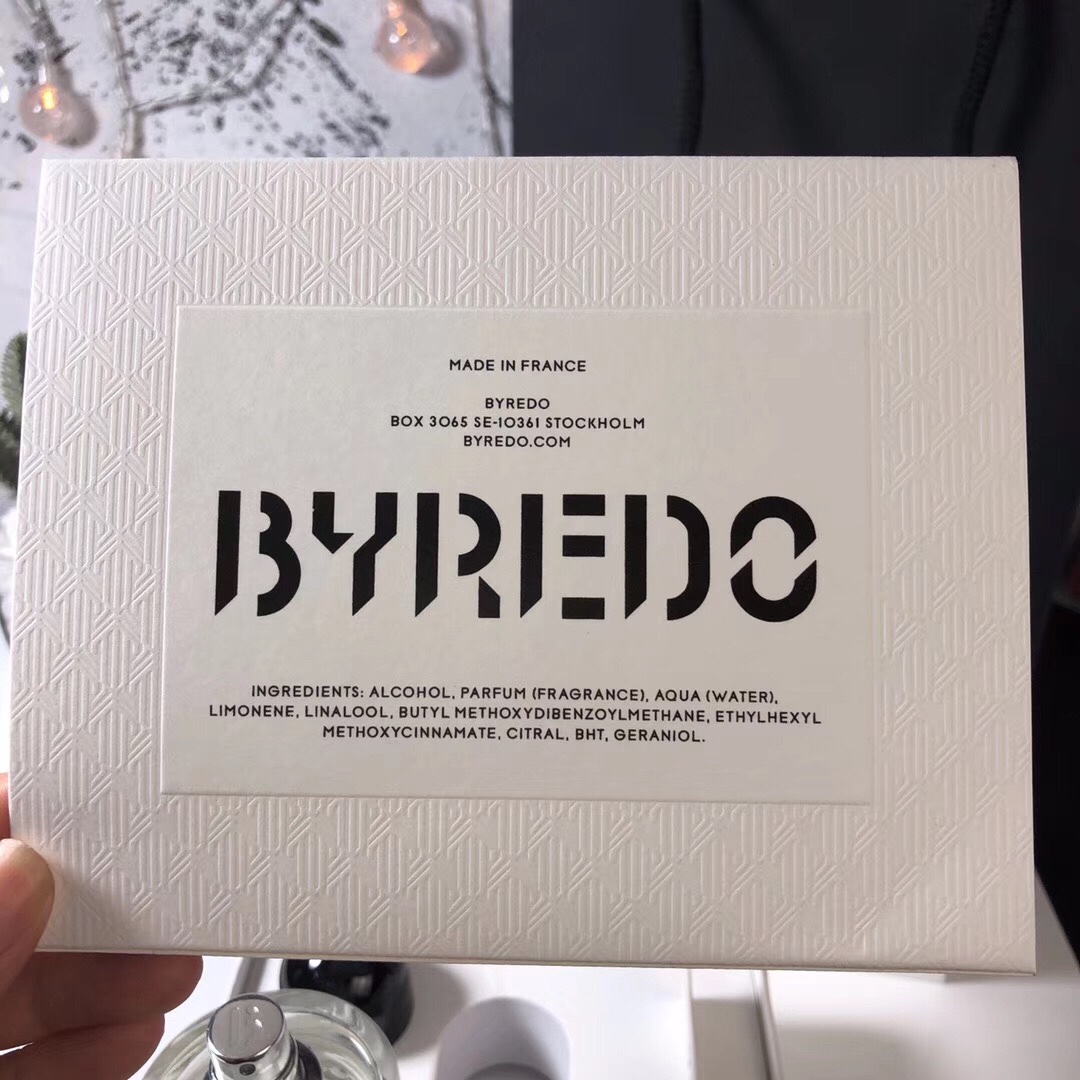 MADE IN FRANCE
BYREDO
BOX 3065 SE-10361 STOCKHOLM
BYREDO.COM
BYREDO
INGREDIENTS: ALCOHOL, PARFUM (FRAGRANCE), AQUA (WATER),
LIMONENE, LINALOOL, BUTYL METHOXYDIBENZOYLMETHANE, ETHYLHEXYL
METHOXYCINNAMATE, CITRAL, BHT, GERANIOL.
B